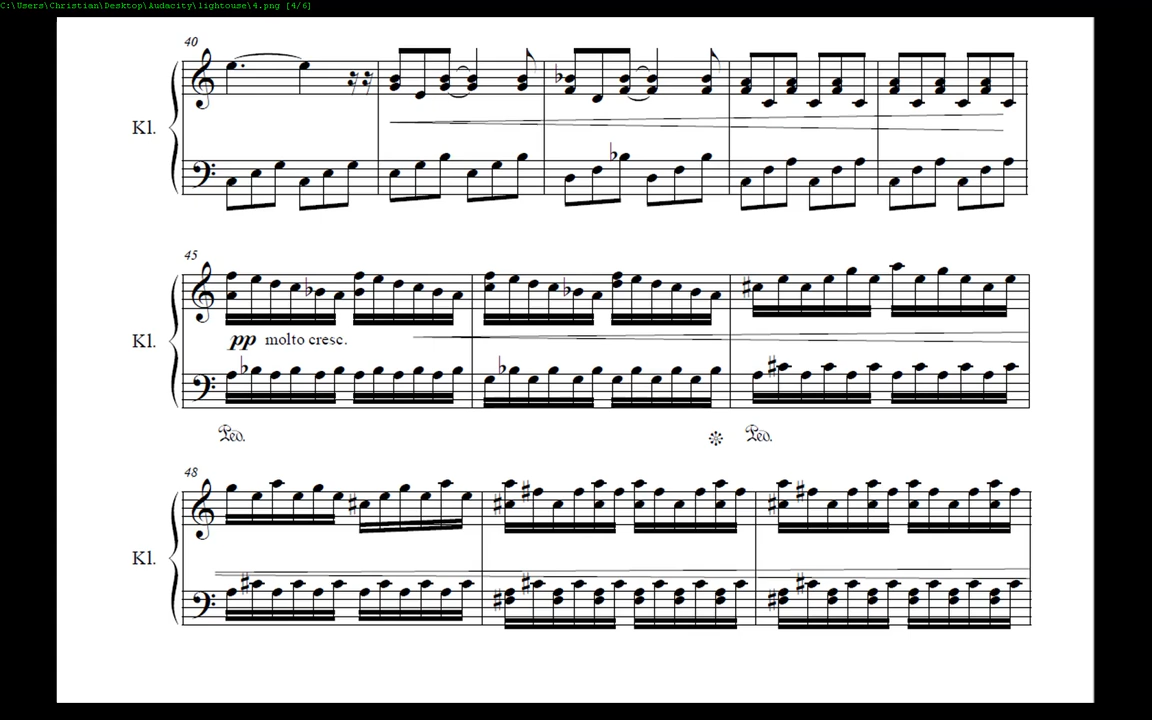 C:\Users\Christian\Desktop\Audacity\lightouse\4.png [4/6]
40
Kl.
45
Kl.
pp molto cresc.
Ped. Ped.
48
Kl.